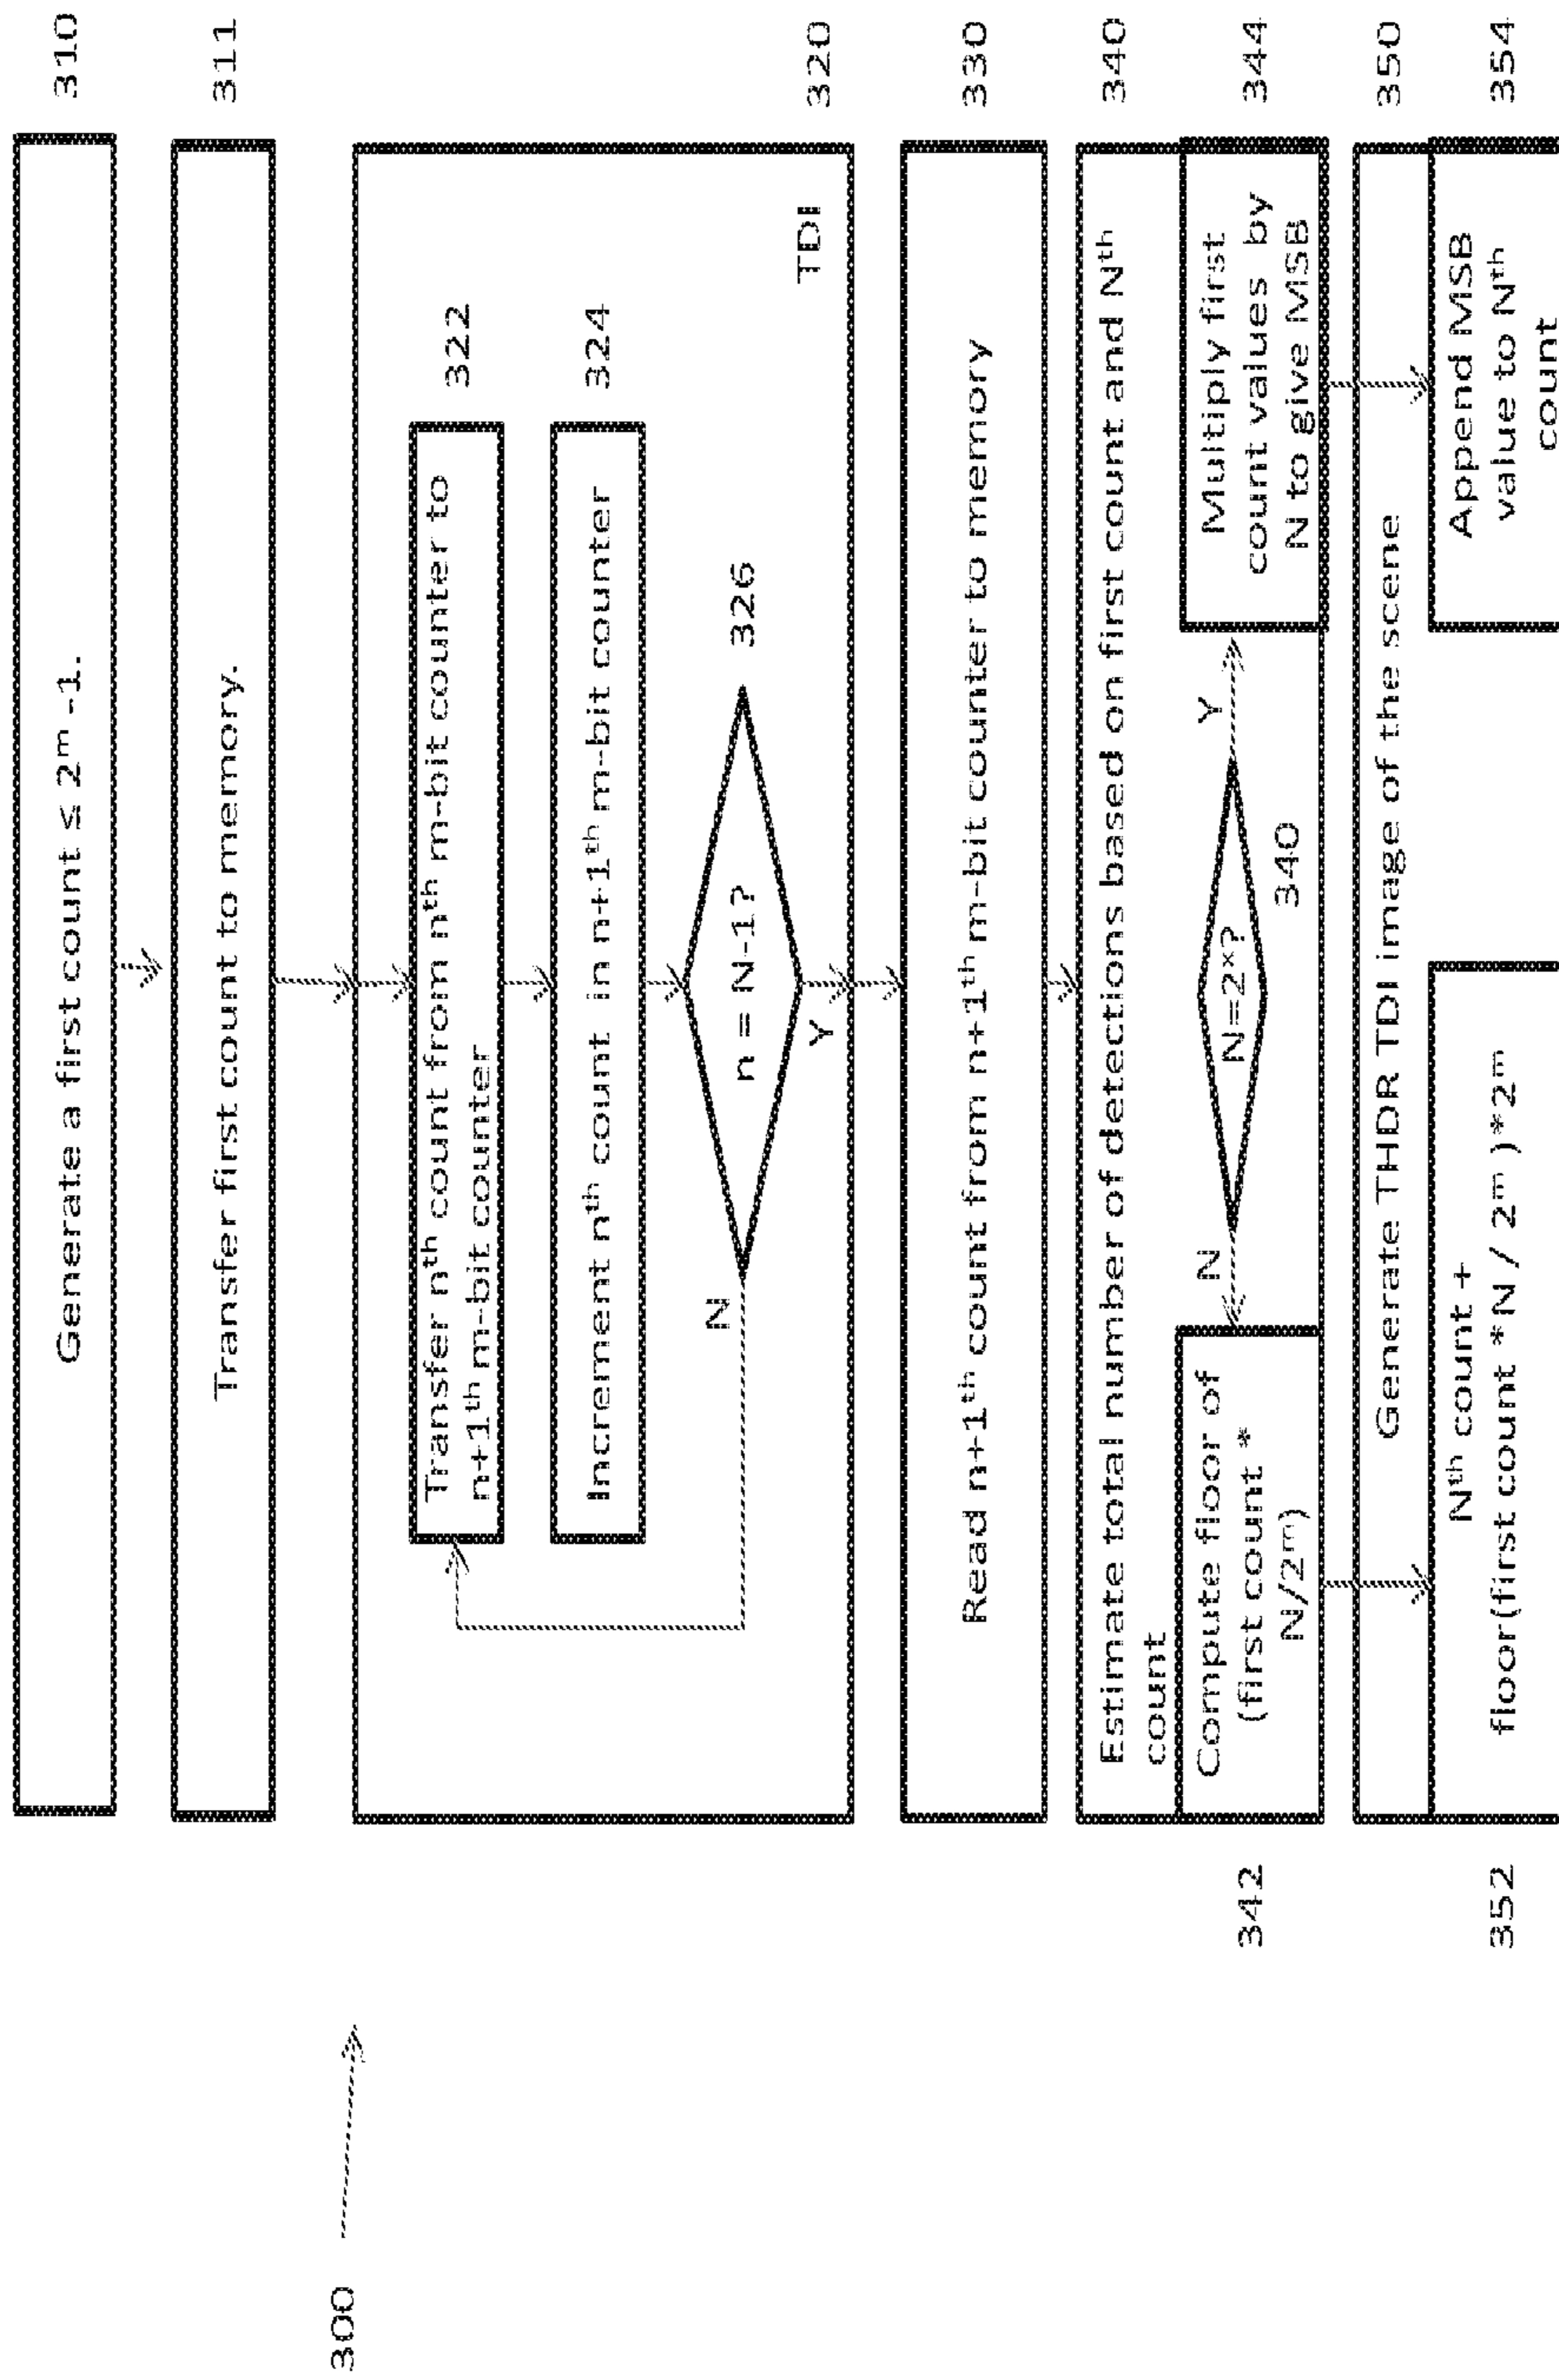 300
Generate a first count ≤ 2ᵐ -1.
310
Transfer first count to memory.
311
Transfer nᵗʰ count from nᵗʰ m-bit counter to
n+1ᵗʰ m-bit counter
322
Increment nᵗʰ count in n+1ᵗʰ m-bit counter
324
n = N-1?
326
N
Y
TDI
320
Read n+1ᵗʰ count from n+1ᵗʰ m-bit counter to memory
330
Estimate total number of detections based on first count and Nᵗʰ
count
340
342
Compute floor of
(first count *
N/2ᵐ)
N
N=2ˣ?
Y
340
Multiply first
count values by
N to give MSB
344
Generate THDR TDI image of the scene
350
352
Nᵗʰ count +
floor(first count *N / 2ᵐ)*2ᵐ
Append MSB
value to Nᵗʰ
count
354